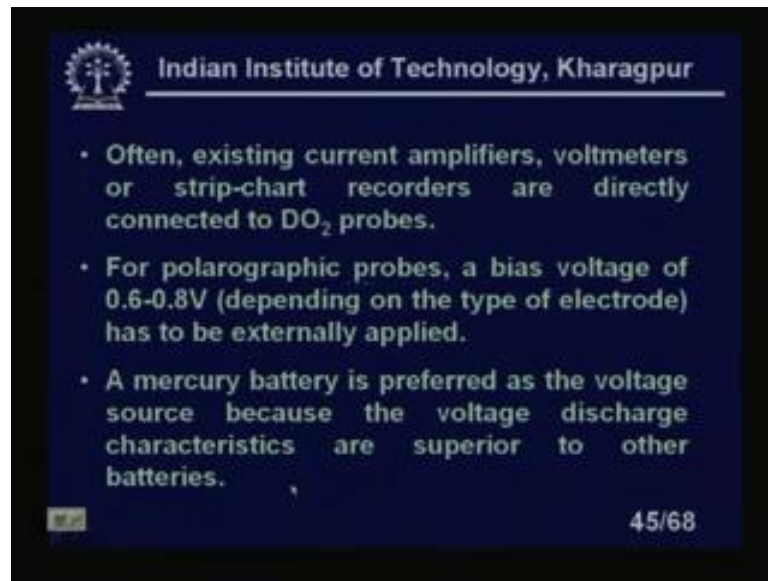 Indian Institute of Technology, Kharagpur
• Often, existing current amplifiers, voltmeters
or strip-chart recorders are directly
connected to DO₂ probes.
• For polarographic probes, a bias voltage of
0.6-0.8V (depending on the type of electrode)
has to be externally applied.
• A mercury battery is preferred as the voltage
source because the voltage discharge
characteristics are superior to other
batteries.
45/68